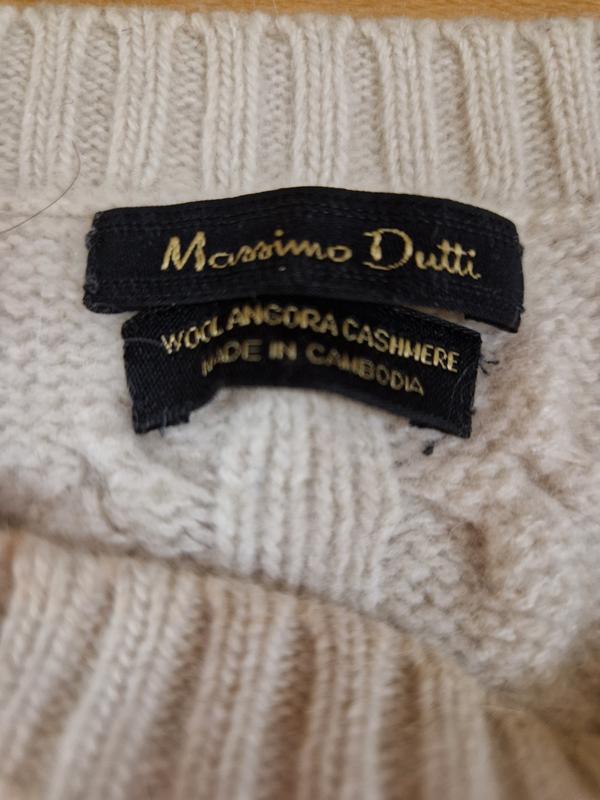 Massimo Dutti
WOOL ANGORA CASHMERE
MADE IN CAMBODIA